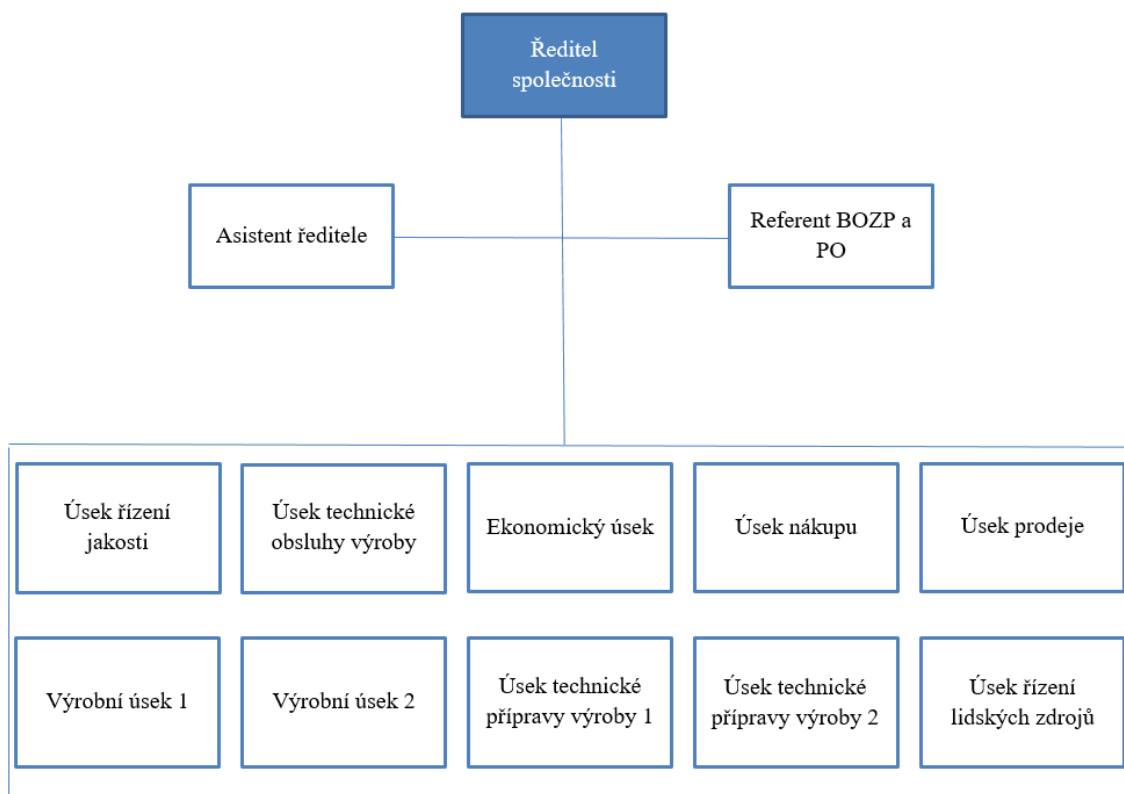 Ředitel
společnosti
Asistent ředitele
Referent BOZP a
PO
Úsek řízení
jakosti
Úsek technické
obsluhy výroby
Ekonomický úsek
Úsek nákupu
Úsek prodeje
Výrobní úsek 1
Výrobní úsek 2
Úsek technické
přípravy výroby 1
Úsek technické
přípravy výroby 2
Úsek řízení
lidských zdrojů